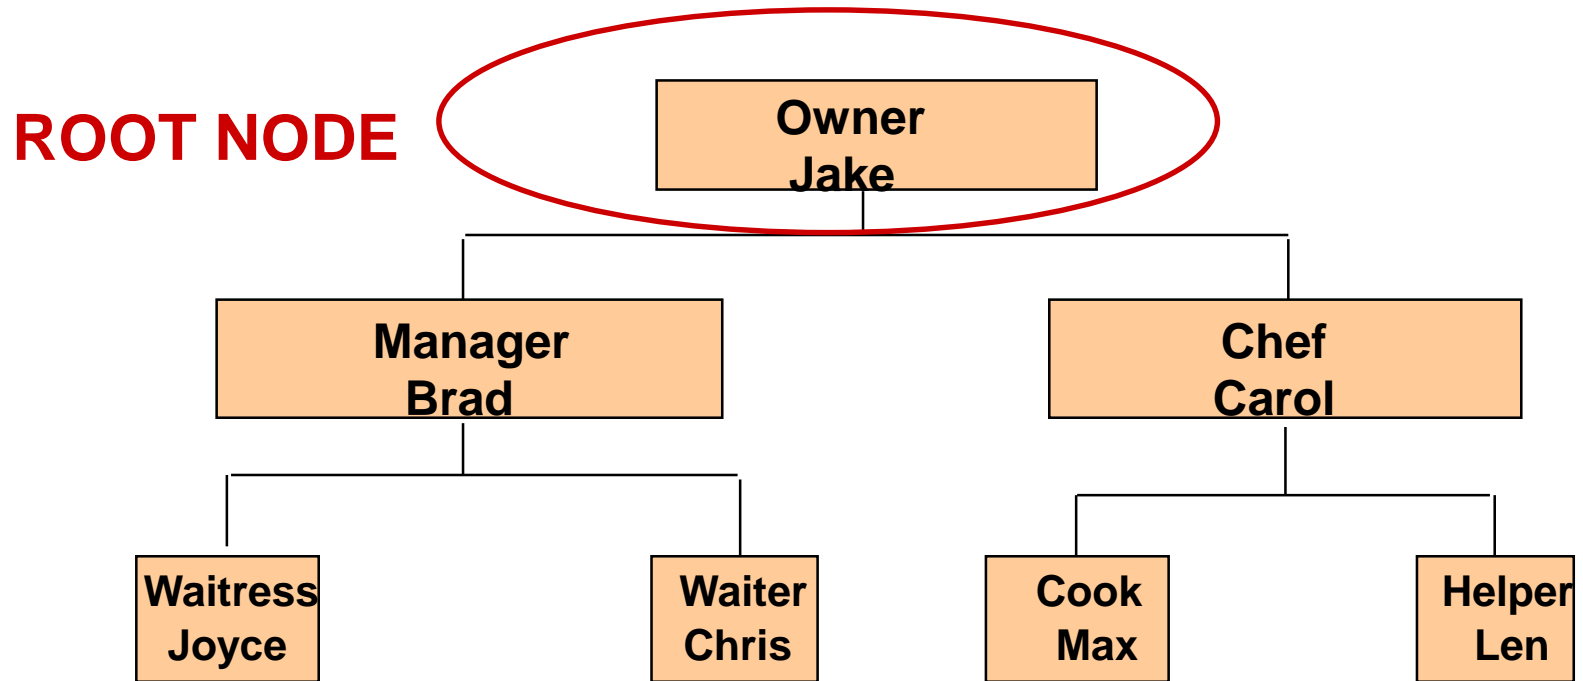 ROOT NODE
Owner
Jake
Manager
Brad
Chef
Carol
Waitress
Joyce
Waiter
Chris
Cook
Max
Helper
Len